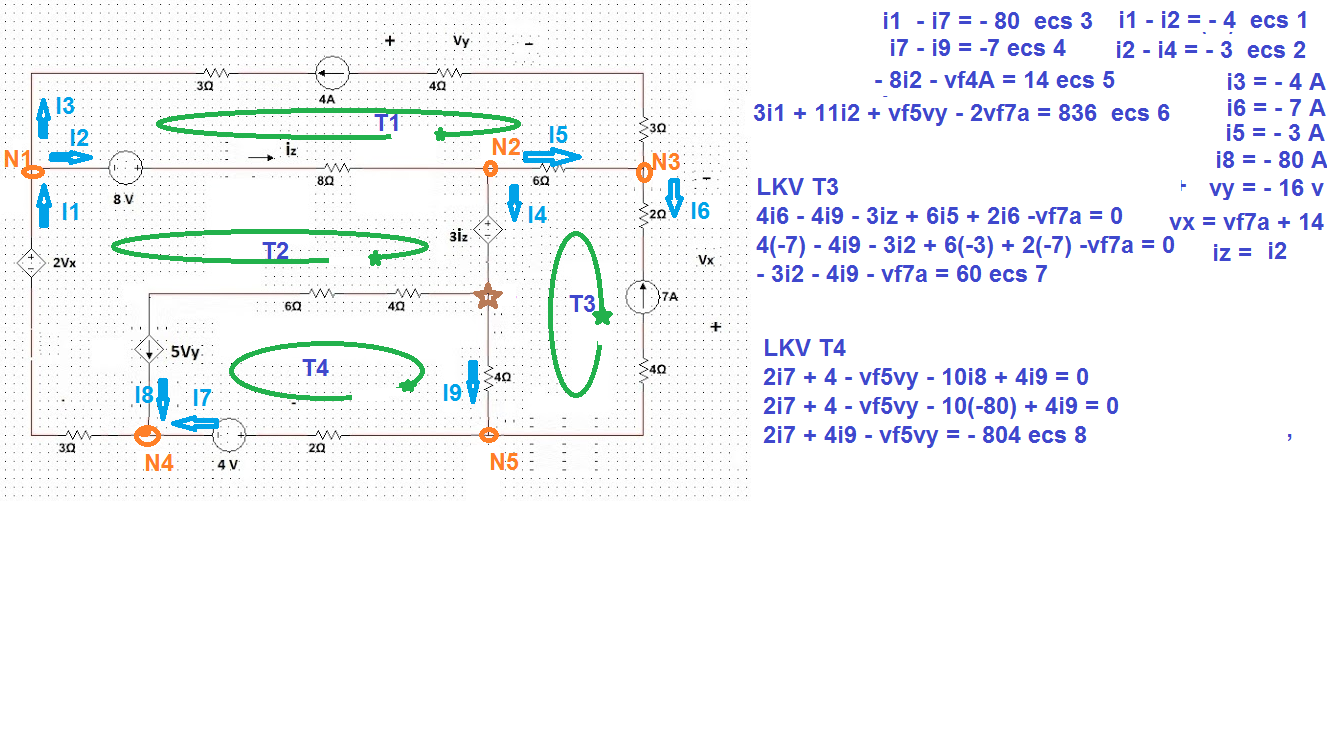 + Vy -
3Ω
4A
4Ω
I3
T1
3Ω
I2
iz
N1
N2
I5
N3
8 V
8Ω
6Ω
-
I1
I4
2Ω
I6
3iz
T2
2Vx
Vx
6Ω
4Ω
T3
7A
+
5Vy
T4
4Ω
4Ω
I8
I7
I9
3Ω
N4
4 V
2Ω
N5
i1 - i7 = - 80 ecs 3
i1 - i2 = - 4 ecs 1
i7 - i9 = -7 ecs 4
i2 - i4 = - 3 ecs 2
- 8i2 - vf4A = 14 ecs 5
i3 = - 4 A
3i1 + 11i2 + vf5vy - 2vf7a = 836 ecs 6
i6 = - 7 A
i5 = - 3 A
i8 = - 80 A
vy = - 16 v
vx = vf7a + 14
iz = i2
LKV T3
4i6 - 4i9 - 3iz + 6i5 + 2i6 -vf7a = 0
4(-7) - 4i9 - 3i2 + 6(-3) + 2(-7) -vf7a = 0
- 3i2 - 4i9 - vf7a = 60 ecs 7
LKV T4
2i7 + 4 - vf5vy - 10i8 + 4i9 = 0
2i7 + 4 - vf5vy - 10(-80) + 4i9 = 0
2i7 + 4i9 - vf5vy = - 804 ecs 8